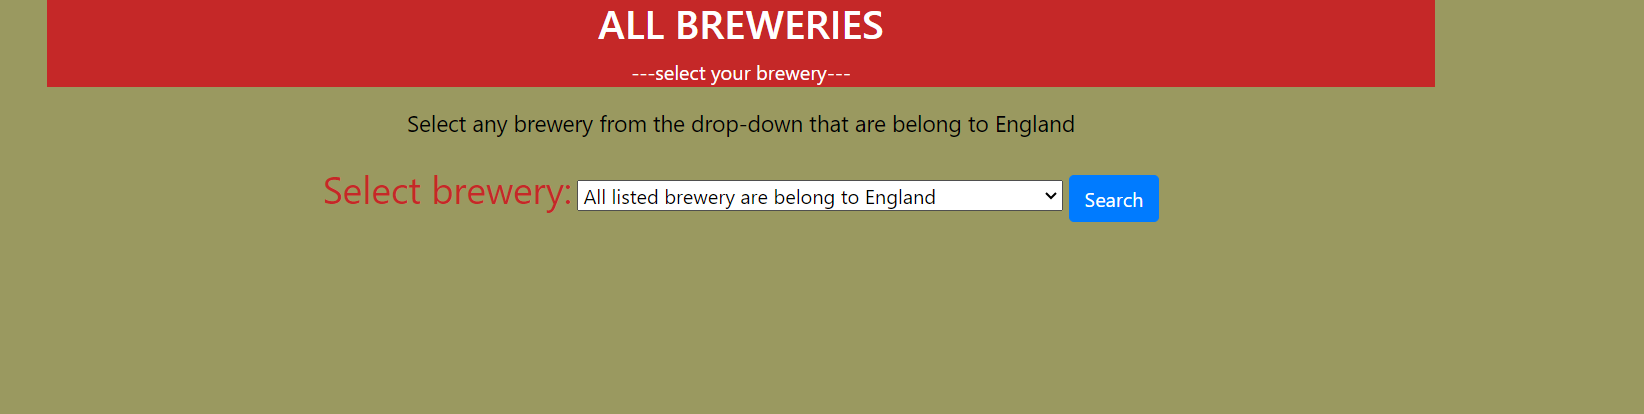 ALL BREWERIES
---select your brewery---
Select any brewery from the drop-down that are belong to England
Select brewery: All listed brewery are belong to England Search